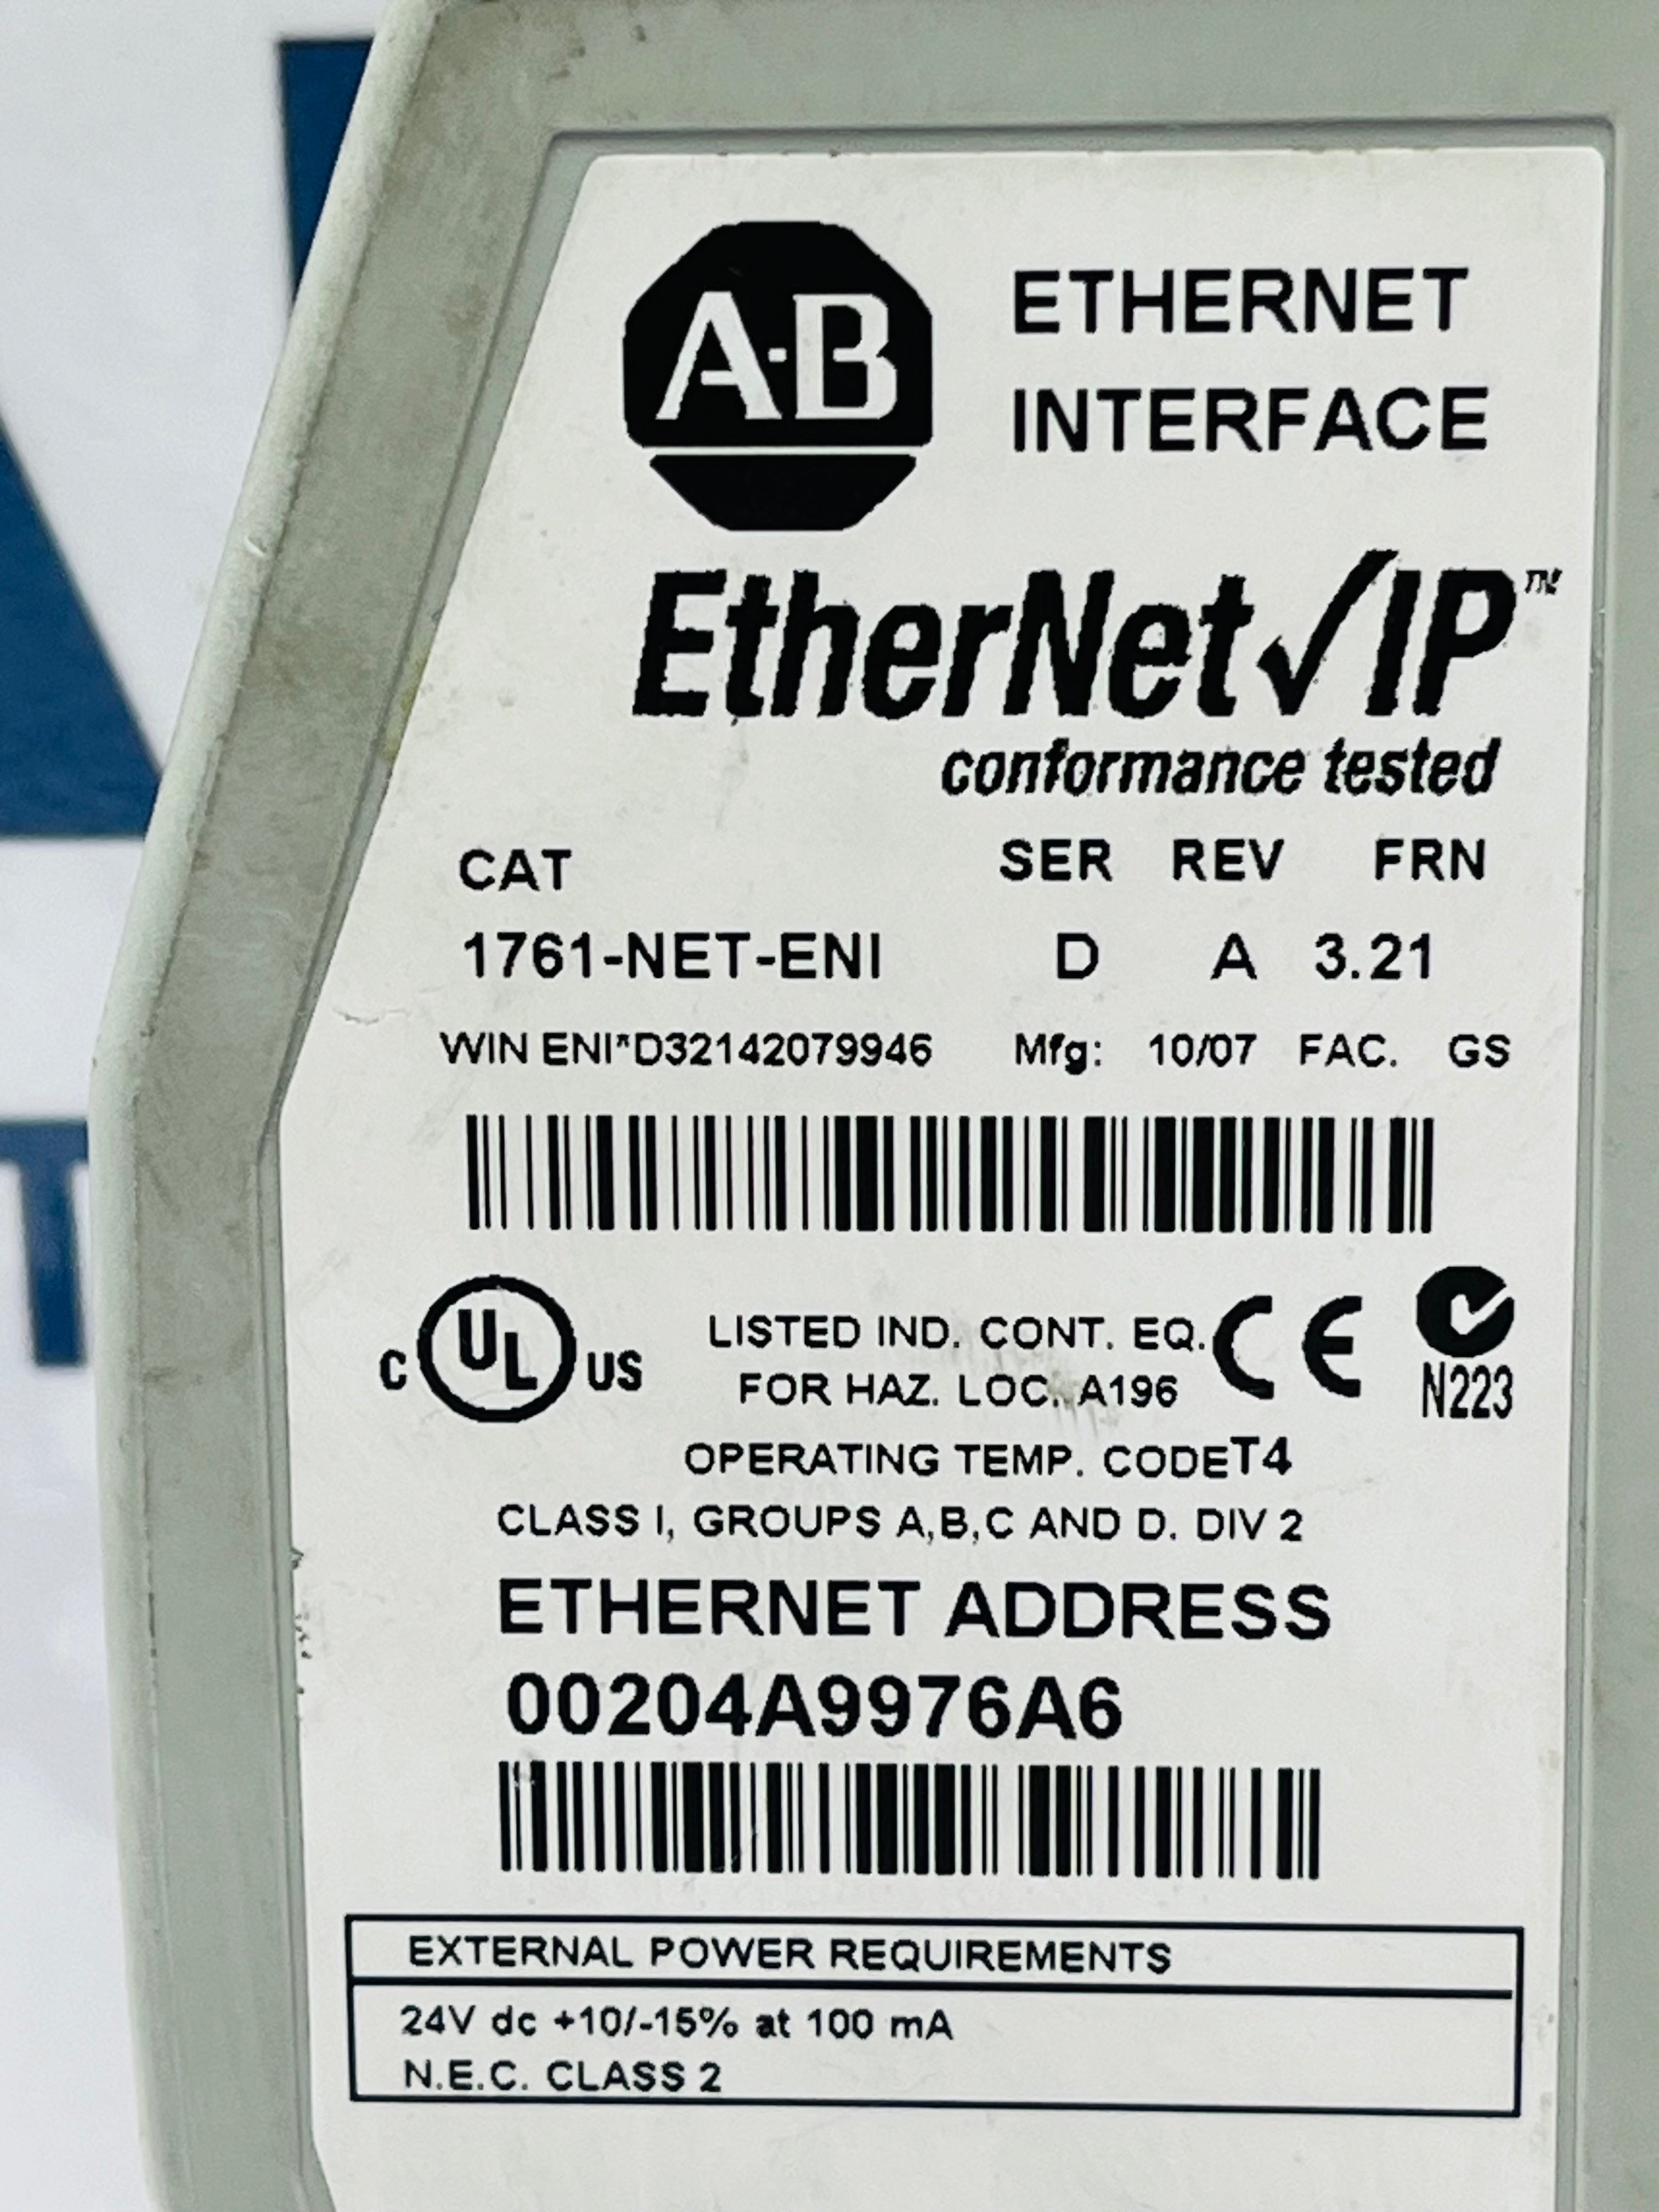 A-B
ETHERNET
INTERFACE
EtherNet/IP™
conformance tested
CAT SER REV FRN
1761-NET-ENI D A 3.21
WIN ENI*D32142079946 Mfg: 10/07 FAC. GS
C UL US LISTED IND. CONT. EQ. CE
FOR HAZ. LOC. A196 N223
OPERATING TEMP. CODET4
CLASS I, GROUPS A,B,C AND D. DIV 2
ETHERNET ADDRESS
00204A9976A6
EXTERNAL POWER REQUIREMENTS
24V dc +10/-15% at 100 mA
N.E.C. CLASS 2